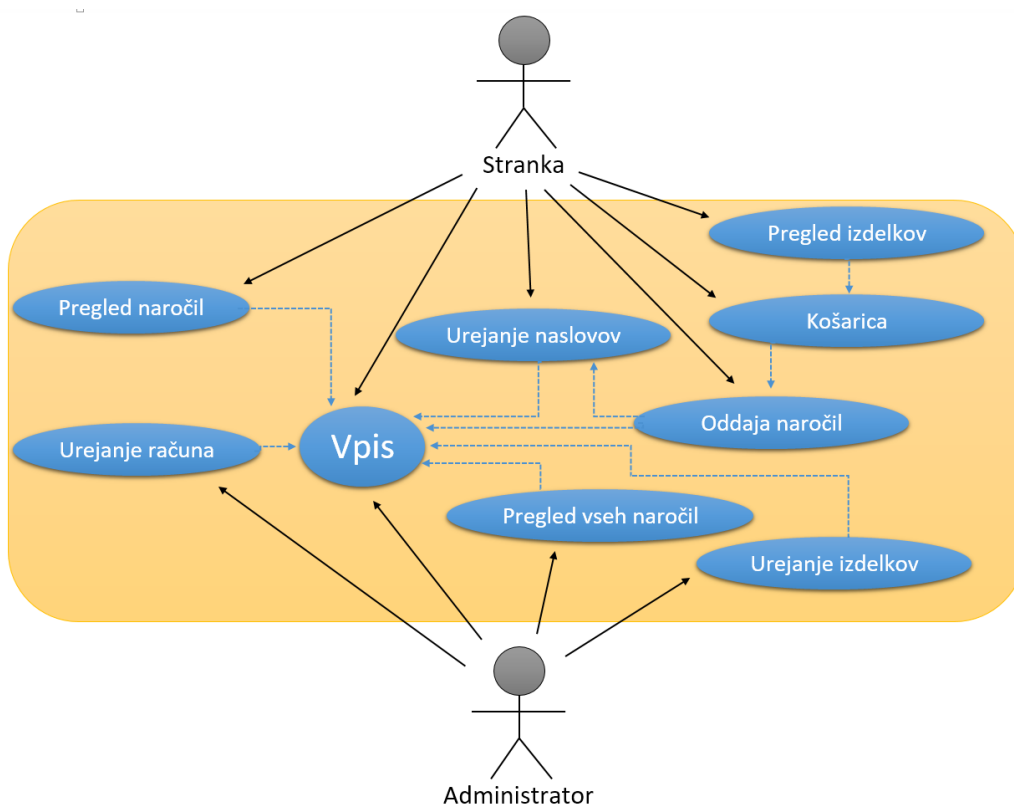 Stranka
Pregled izdelkov
Pregled naročil
Košarica
Urejanje naslovov
Oddaja naročil
Urejanje računa
Vpis
Pregled vseh naročil
Urejanje izdelkov
Administrator